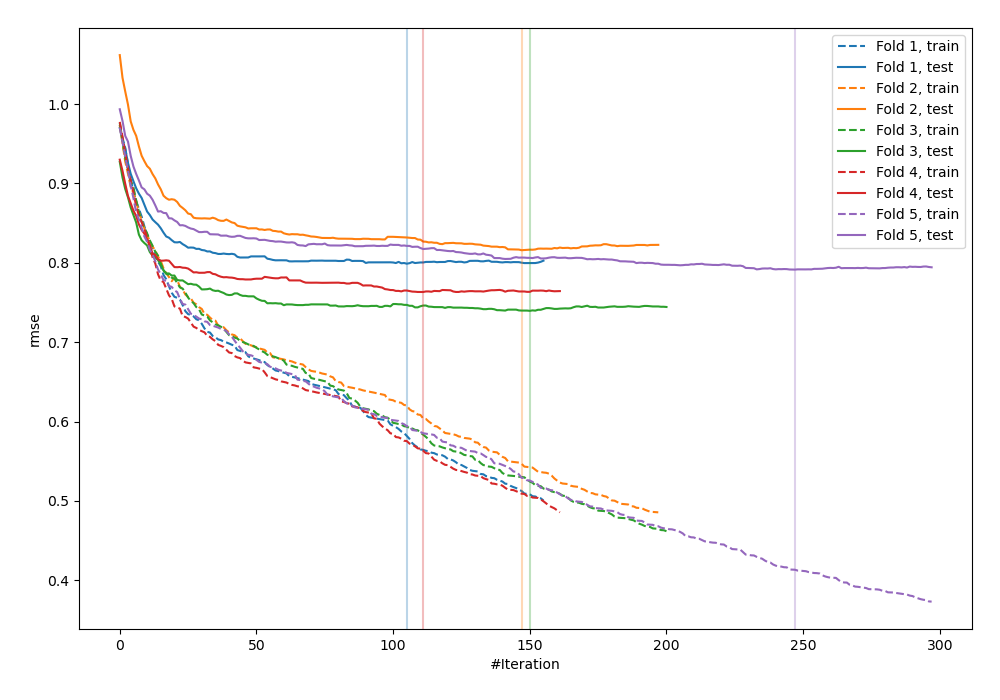 Fold 1, train
Fold 1, test
Fold 2, train
Fold 2, test
Fold 3, train
Fold 3, test
Fold 4, train
Fold 4, test
Fold 5, train
Fold 5, test
rmse
1.0
0.9
0.8
0.7
0.6
0.5
0.4
0 50 100 150 200 250 300
#Iteration